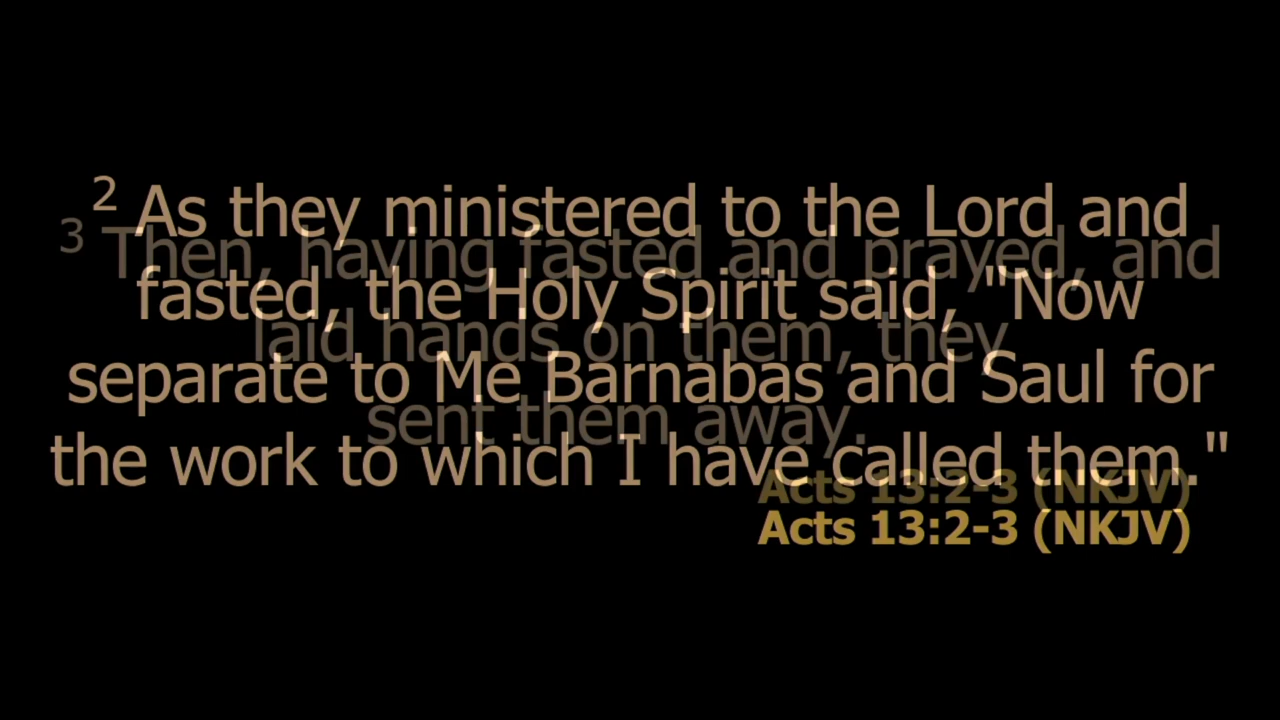 2 As they ministered to the Lord and
fasted, the Holy Spirit said, "Now
separate to Me Barnabas and Saul for
the work to which I have called them."
Acts 13:2-3 (NKJV)
3 Then, having fasted and prayed, and
laid hands on them, they
sent them away.
Acts 13:2-3 (NKJV)